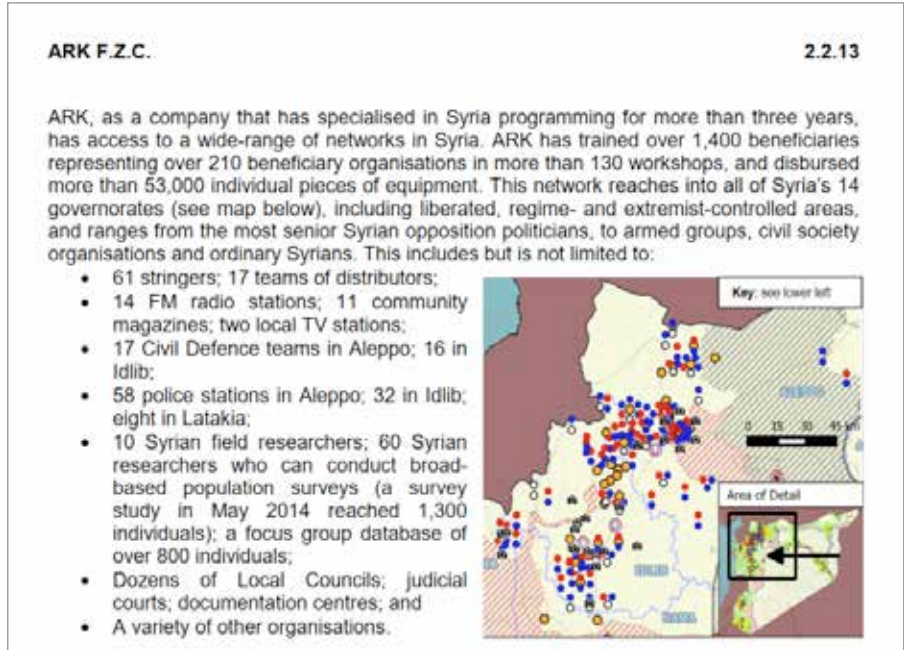 ARK F.Z.C. 2.2.13
ARK, as a company that has specialised in Syria programming for more than three years,
has access to a wide-range of networks in Syria. ARK has trained over 1,400 beneficiaries
representing over 210 beneficiary organisations in more than 130 workshops, and disbursed
more than 53,000 individual pieces of equipment. This network reaches into all of Syria's 14
governorates (see map below), including liberated, regime- and extremist-controlled areas,
and ranges from the most senior Syrian opposition politicians, to armed groups, civil society
organisations and ordinary Syrians. This includes but is not limited to:
• 61 stringers; 17 teams of distributors;
• 14 FM radio stations; 11 community
magazines; two local TV stations;
• 17 Civil Defence teams in Aleppo; 16 in
Idlib;
• 58 police stations in Aleppo; 32 in Idlib;
eight in Latakia;
• 10 Syrian field researchers; 60 Syrian
researchers who can conduct broad-
based population surveys (a survey
study in May 2014 reached 1,300
individuals); a focus group database of
over 800 individuals;
• Dozens of Local Councils; judicial
courts; documentation centres; and
• A variety of other organisations.
Key: see lower left
0 15 30 45 km
Area of Detail
IDLIB
HAMA